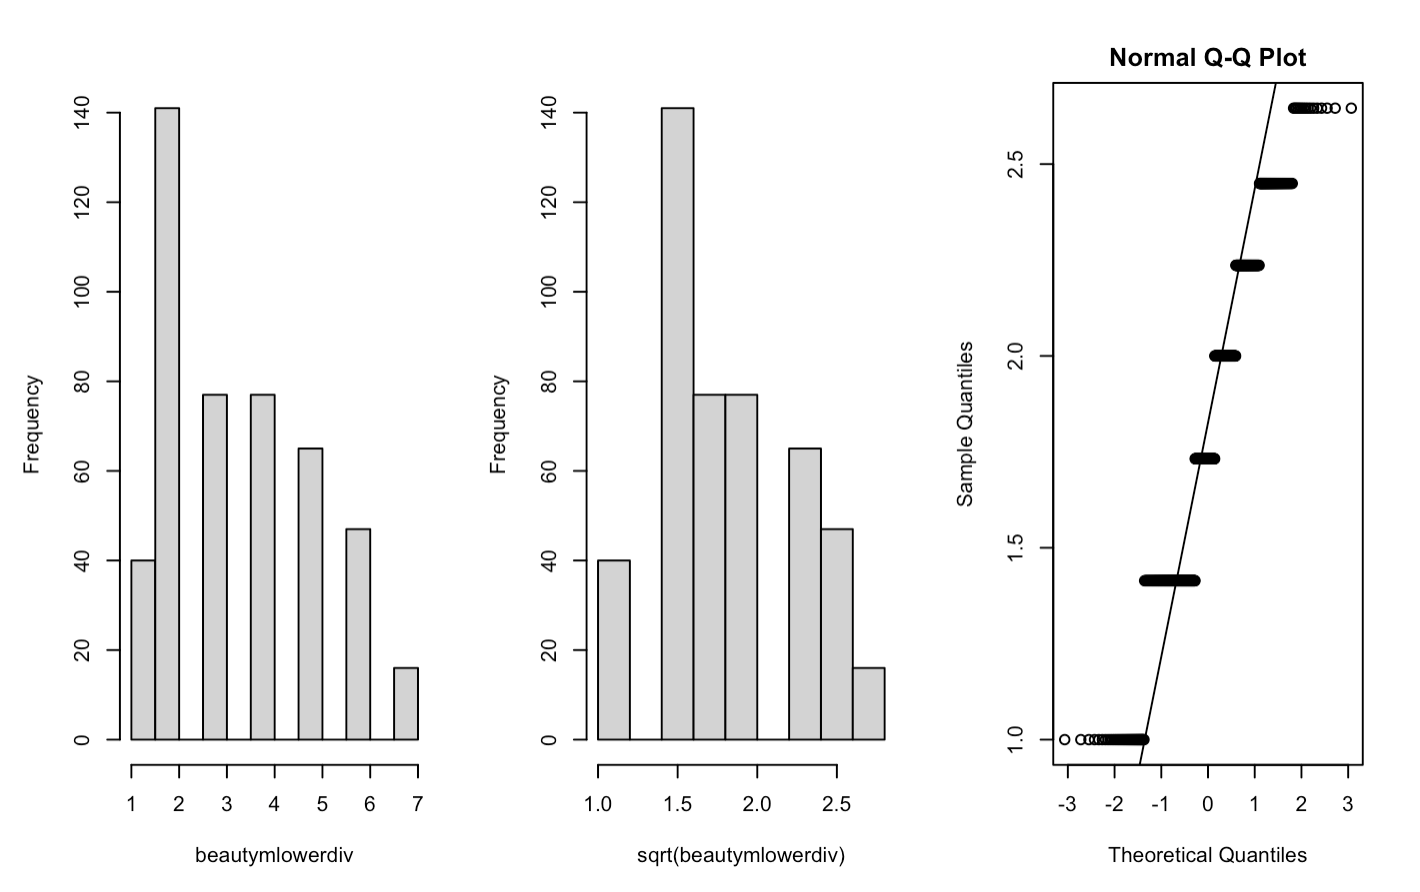 Frequency
0 20 40 60 80 100 120 140
1 2 3 4 5 6 7
beautymlowerdiv
Frequency
0 20 40 60 80 100 120 140
1.0 1.5 2.0 2.5
sqrt(beautymlowerdiv)
Normal Q-Q Plot
Sample Quantiles
1.0 1.5 2.0 2.5
-3 -2 -1 0 1 2 3
Theoretical Quantiles